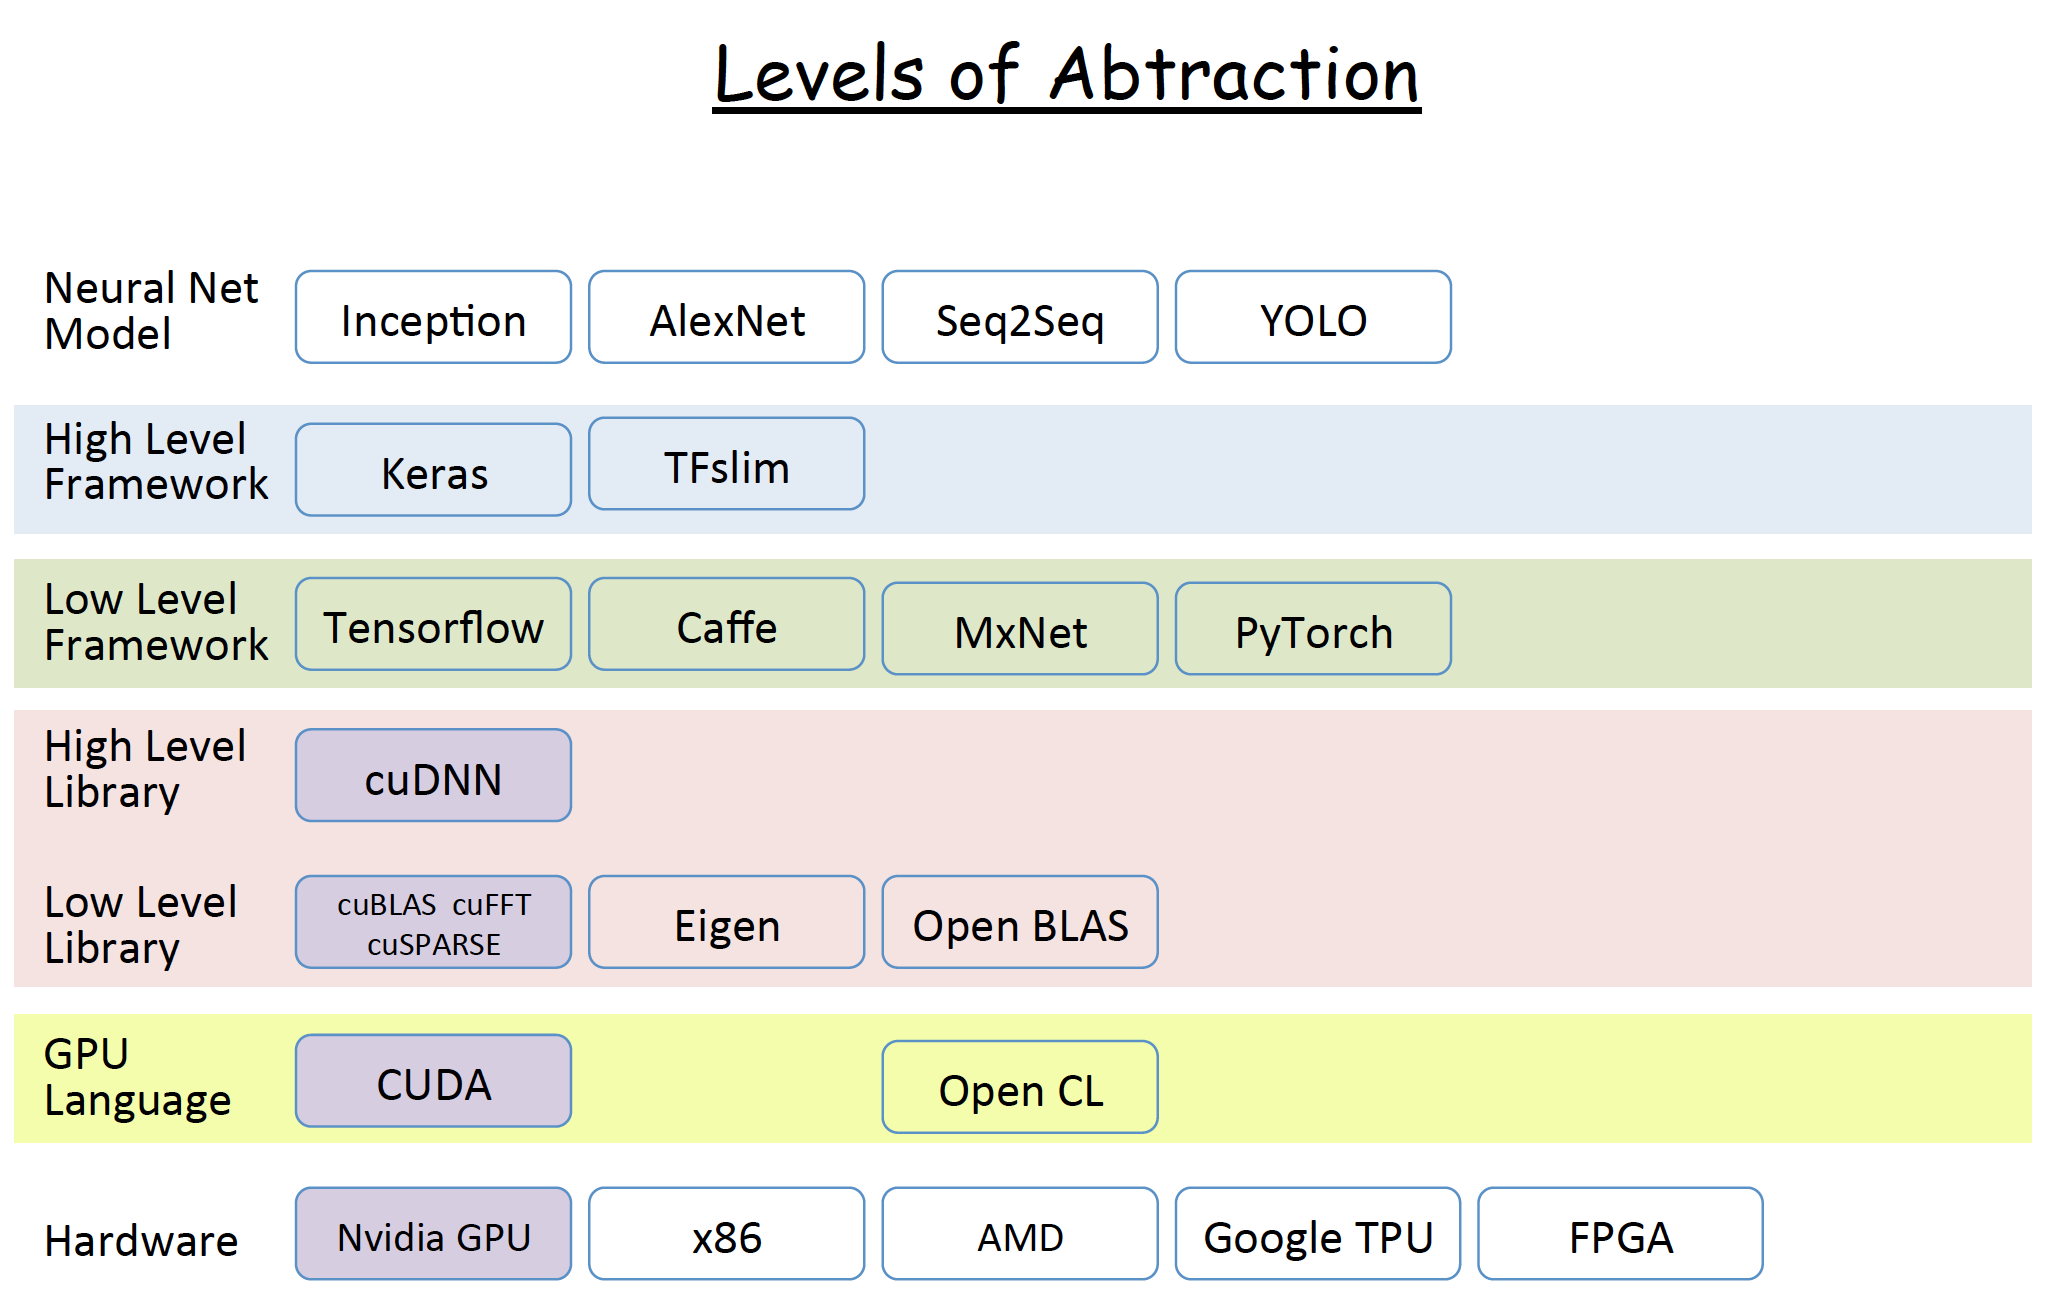 Levels of Abtraction
Neural Net
Model
Inception
AlexNet
Seq2Seq
YOLO
High Level
Framework
Keras
TFslim
Low Level
Framework
Tensorflow
Caffe
MxNet
PyTorch
High Level
Library
cuDNN
Low Level
Library
cuBLAS cuFFT
cuSPARSE
Eigen
Open BLAS
GPU
Language
CUDA
Open CL
Hardware
Nvidia GPU
x86
AMD
Google TPU
FPGA